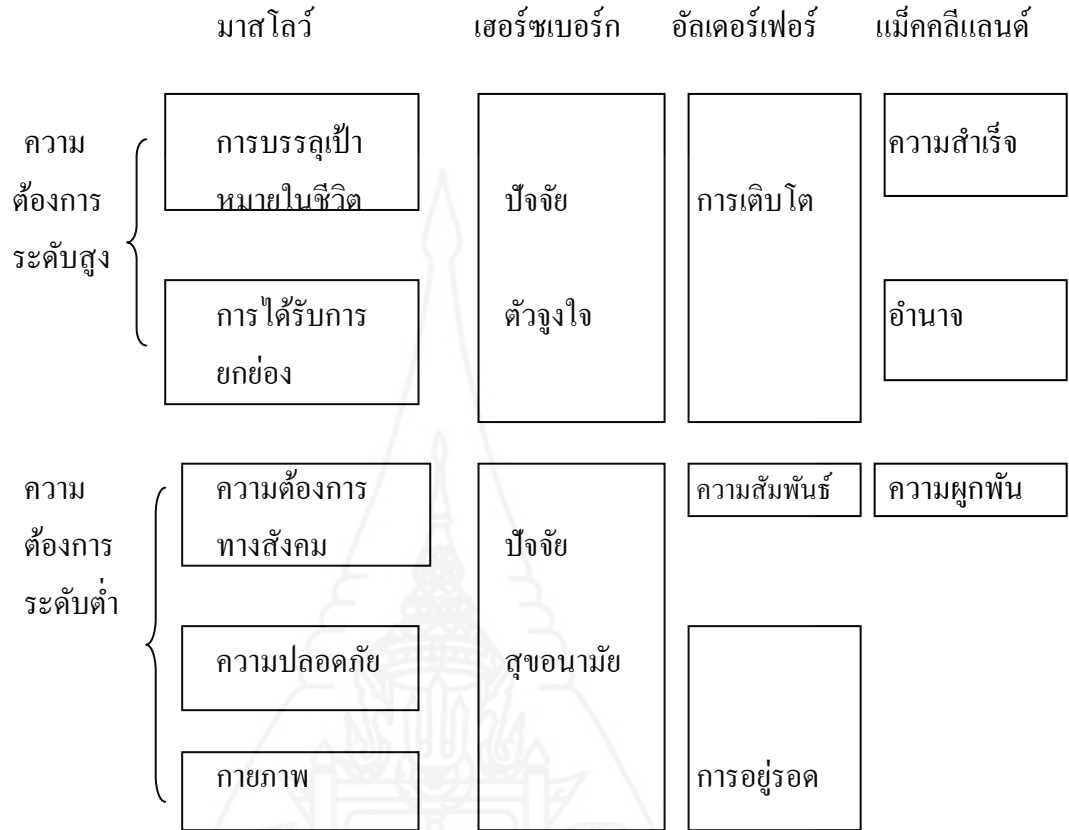 มาสโลว์ เฮอร์ซเบอร์ก อัลเดอร์เฟอร์ แม็คคลีแลนด์
ความ การบรรลุเป้า ความสำเร็จ
ต้องการ หมายในชีวิต ปัจจัย การเติบโต
ระดับสูง
การได้รับการ ตัวจูงใจ อำนาจ
ยกย่อง
ความ ความต้องการ ความสัมพันธ์ ความผูกพัน
ต้องการ ทางสังคม ปัจจัย
ระดับต่ำ
ความปลอดภัย สุขอนามัย
กายภาพ การอยู่รอด